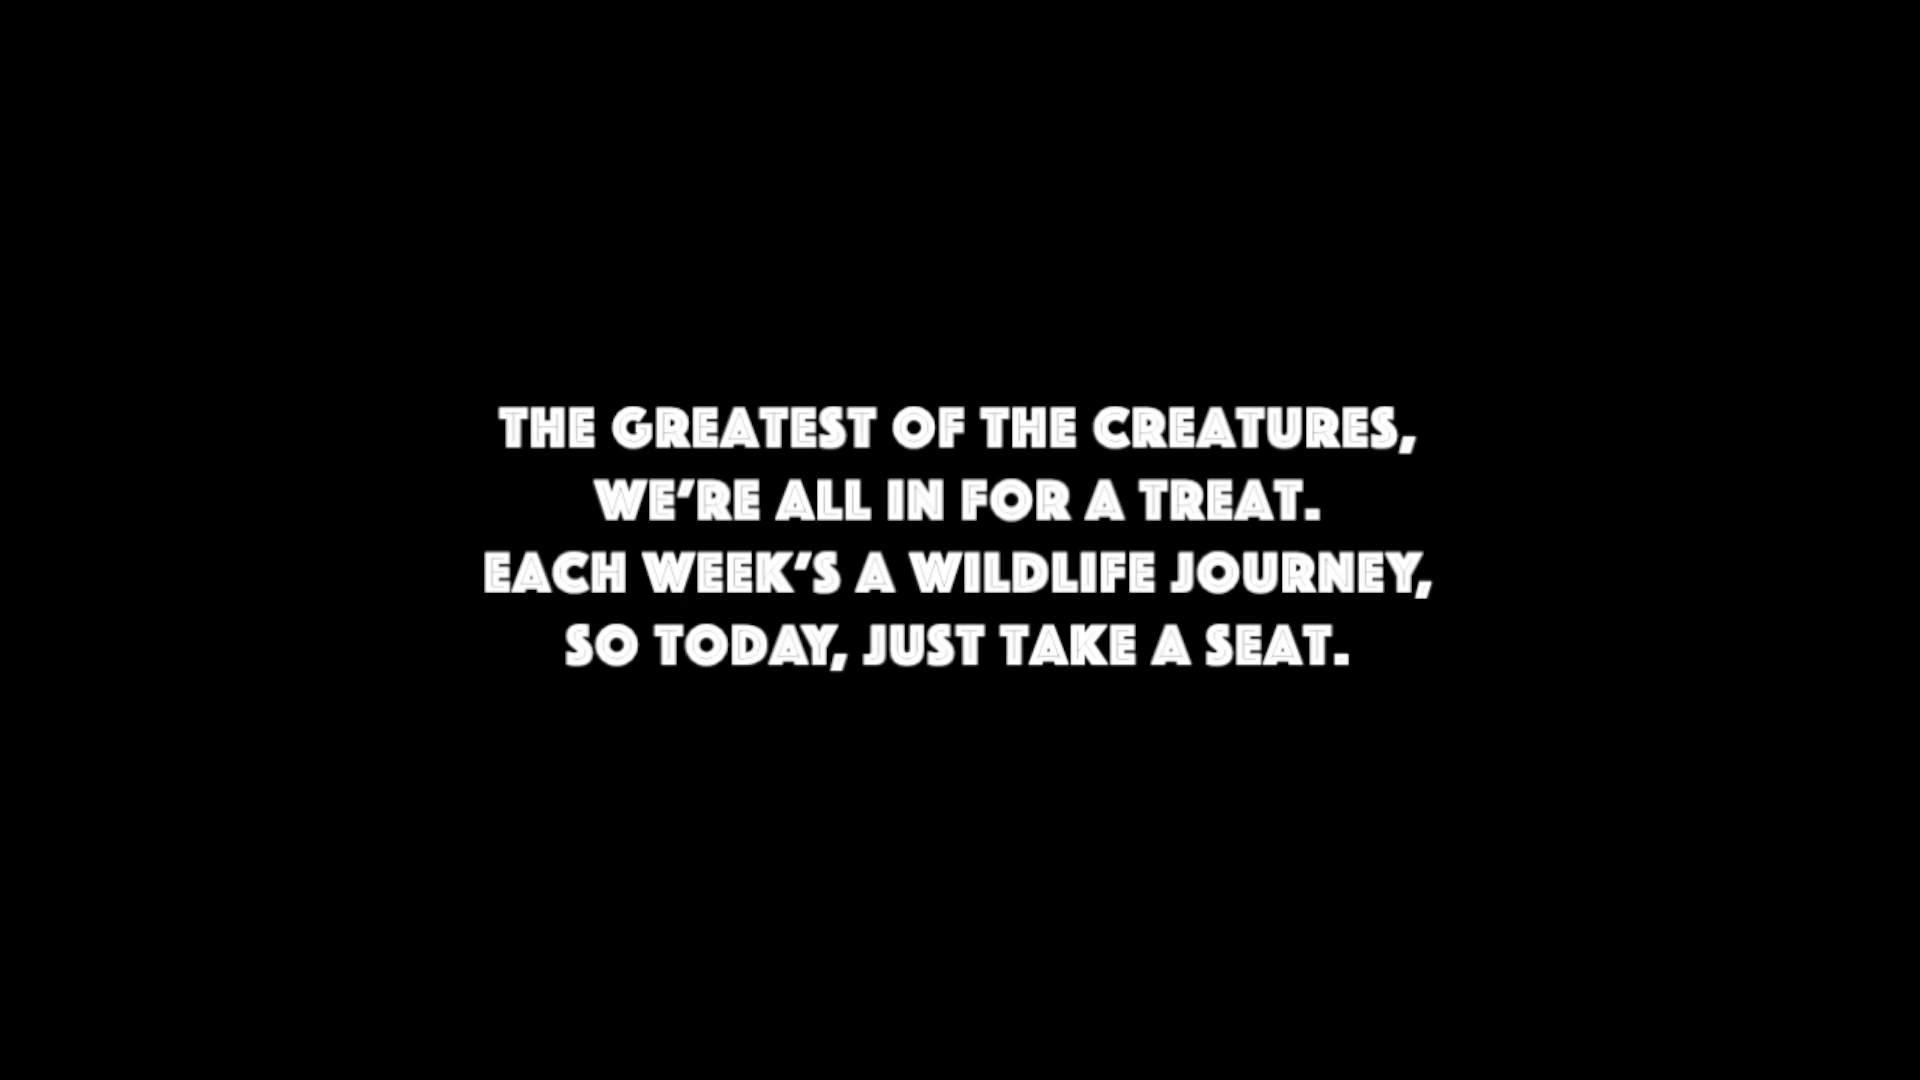 THE GREATEST OF THE CREATURES,
WE'RE ALL IN FOR A TREAT.
EACH WEEK'S A WILDLIFE JOURNEY,
SO TODAY, JUST TAKE A SEAT.